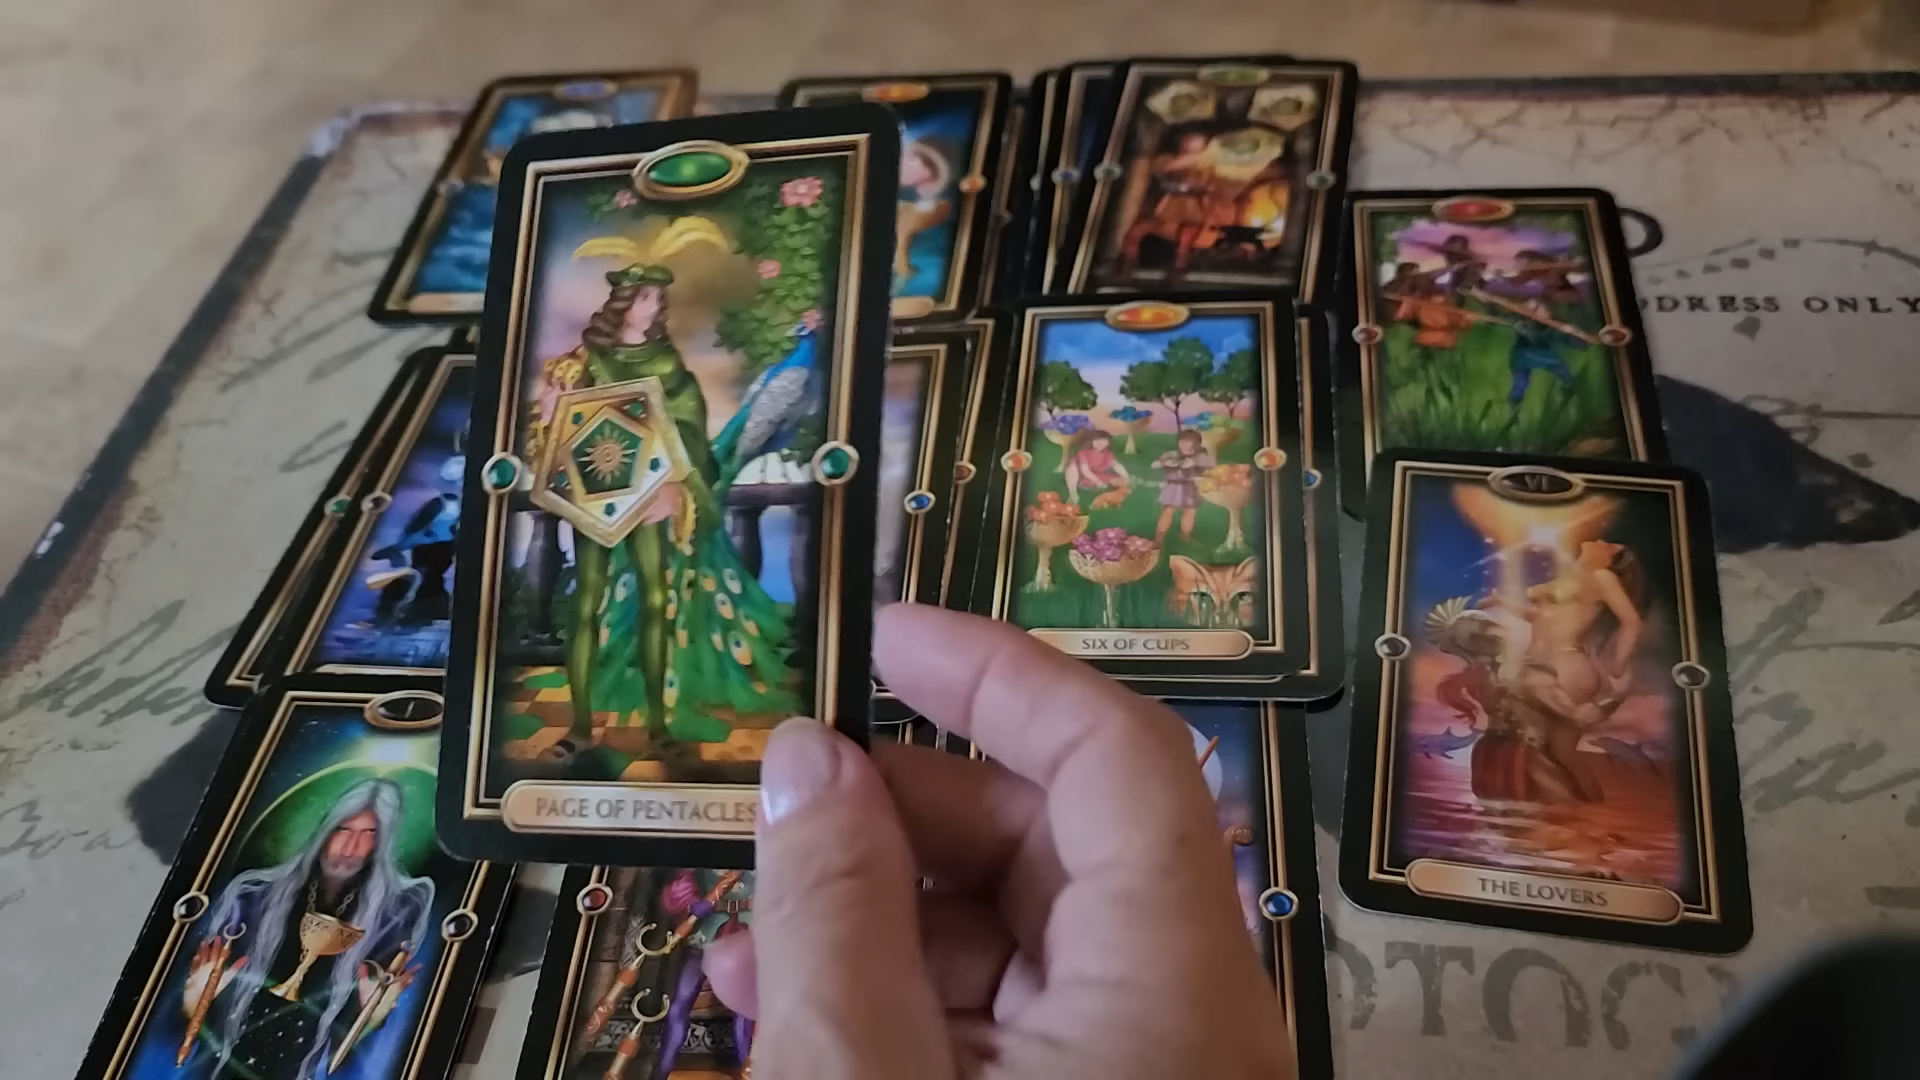 DDRESS ONLY
VI
SIX OF CUPS
I
PAGE OF PENTACLES
THE LOVERS